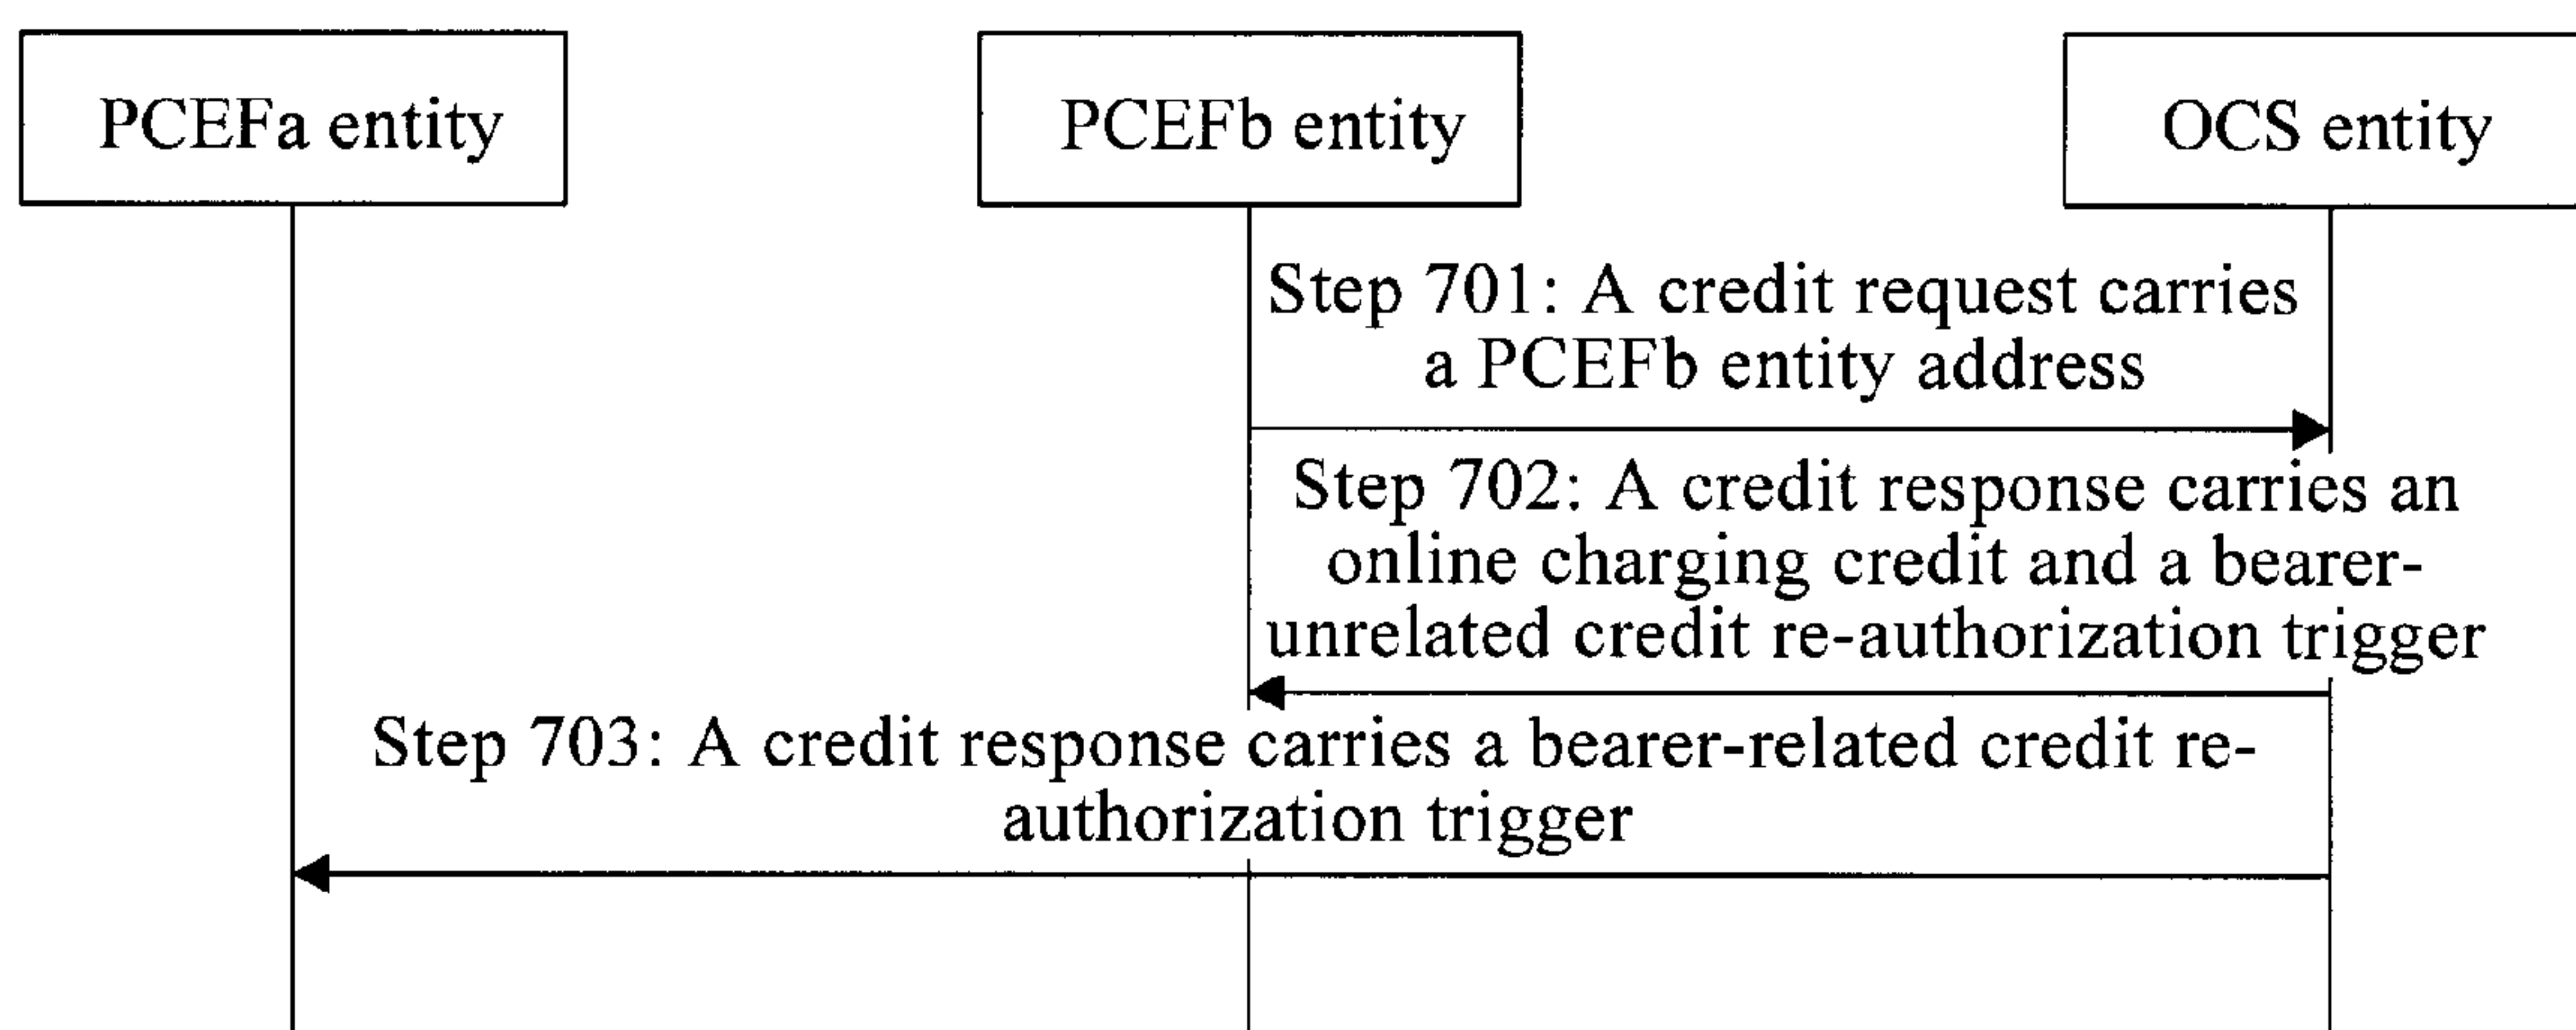 PCEFa entity
PCEFb entity
OCS entity
Step 701: A credit request carries
a PCEFb entity address
Step 702: A credit response carries an
online charging credit and a bearer-
unrelated credit re-authorization trigger
Step 703: A credit response carries a bearer-related credit re-
authorization trigger